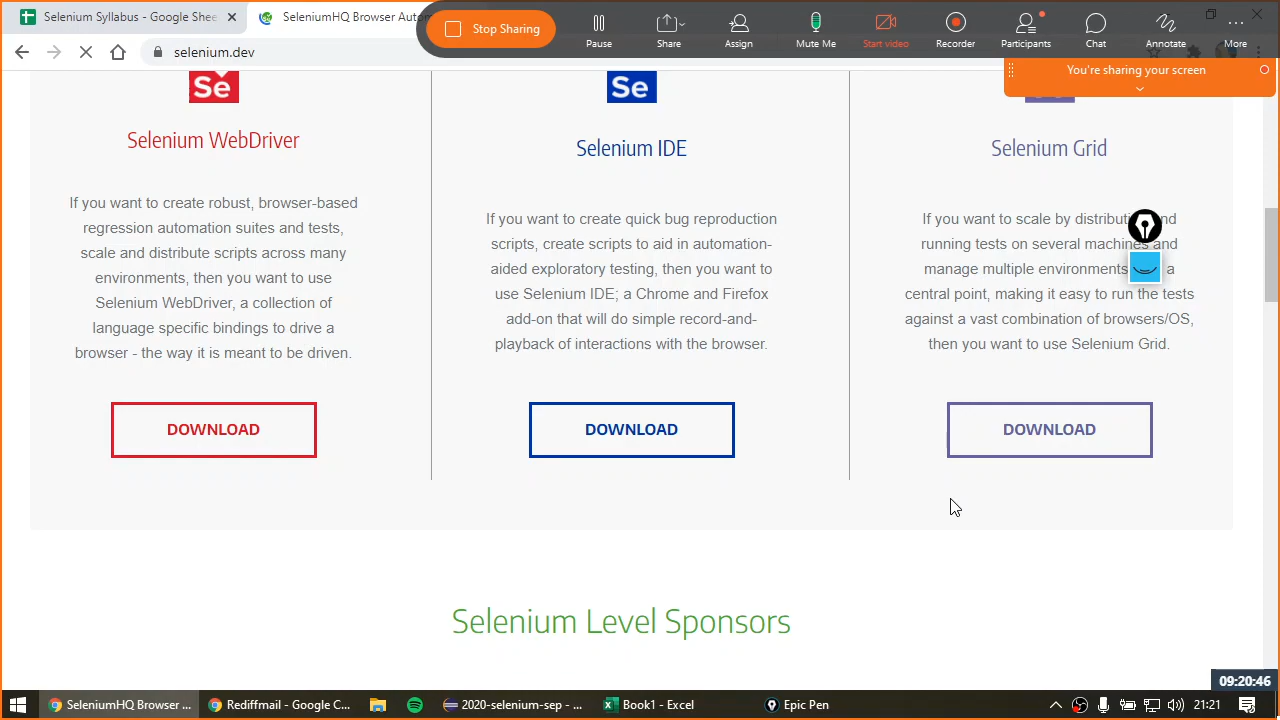 Selenium Syllabus - Google Shee
SeleniumHQ Browser Autom
Stop Sharing
Pause
Share
Assign
Mute Me
Start video
Recorder
Participants
Chat
Annotate
More
selenium.dev
You're sharing your screen
Se
Se
Selenium WebDriver
If you want to create robust, browser-based
regression automation suites and tests,
scale and distribute scripts across many
environments, then you want to use
Selenium WebDriver, a collection of
language specific bindings to drive a
browser - the way it is meant to be driven.
DOWNLOAD
Selenium IDE
If you want to create quick bug reproduction
scripts, create scripts to aid in automation-
aided exploratory testing, then you want to
use Selenium IDE; a Chrome and Firefox
add-on that will do simple record-and-
playback of interactions with the browser.
DOWNLOAD
Selenium Grid
If you want to scale by distributi nd
running tests on several machines and
manage multiple environments a
central point, making it easy to run the tests
against a vast combination of browsers/OS,
then you want to use Selenium Grid.
DOWNLOAD
Selenium Level Sponsors
09:20:46
SeleniumHQ Browser ...
Rediffmail - Google C...
2020-selenium-sep - ...
Book1 - Excel
Epic Pen
21:21